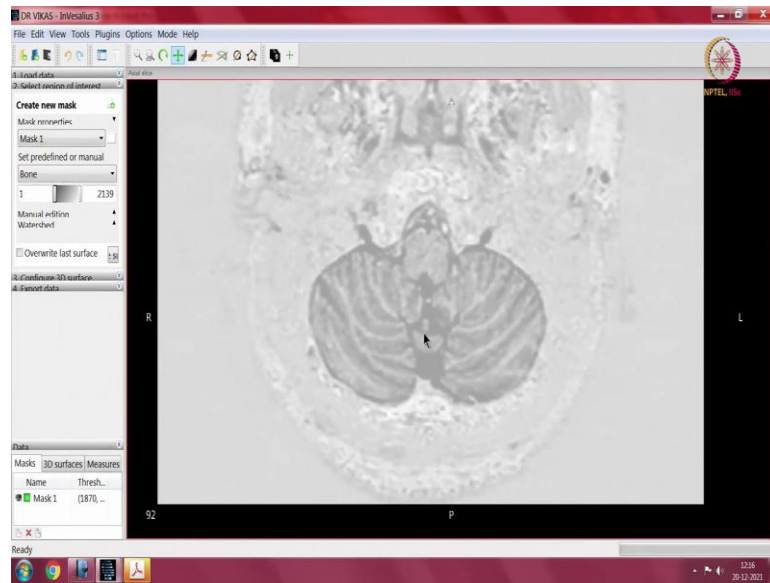 DR VIKAS - InVesalius 3
File Edit View Tools Plugins Options Mode Help
1. Load data
2. Select region of interest
Create new mask
Mask properties
Mask 1
Set predefined or manual
Bone
1 2139
Manual edition
Watershed
Overwrite last surface
3. Configure 3D surface
4. Export data
Data
Masks 3D surfaces Measures
Name Thresh..
Mask 1 (1870, ...
Ready
Axial slice
R
L
92
P
NPTEL, IISc
12:16
20-12-2021